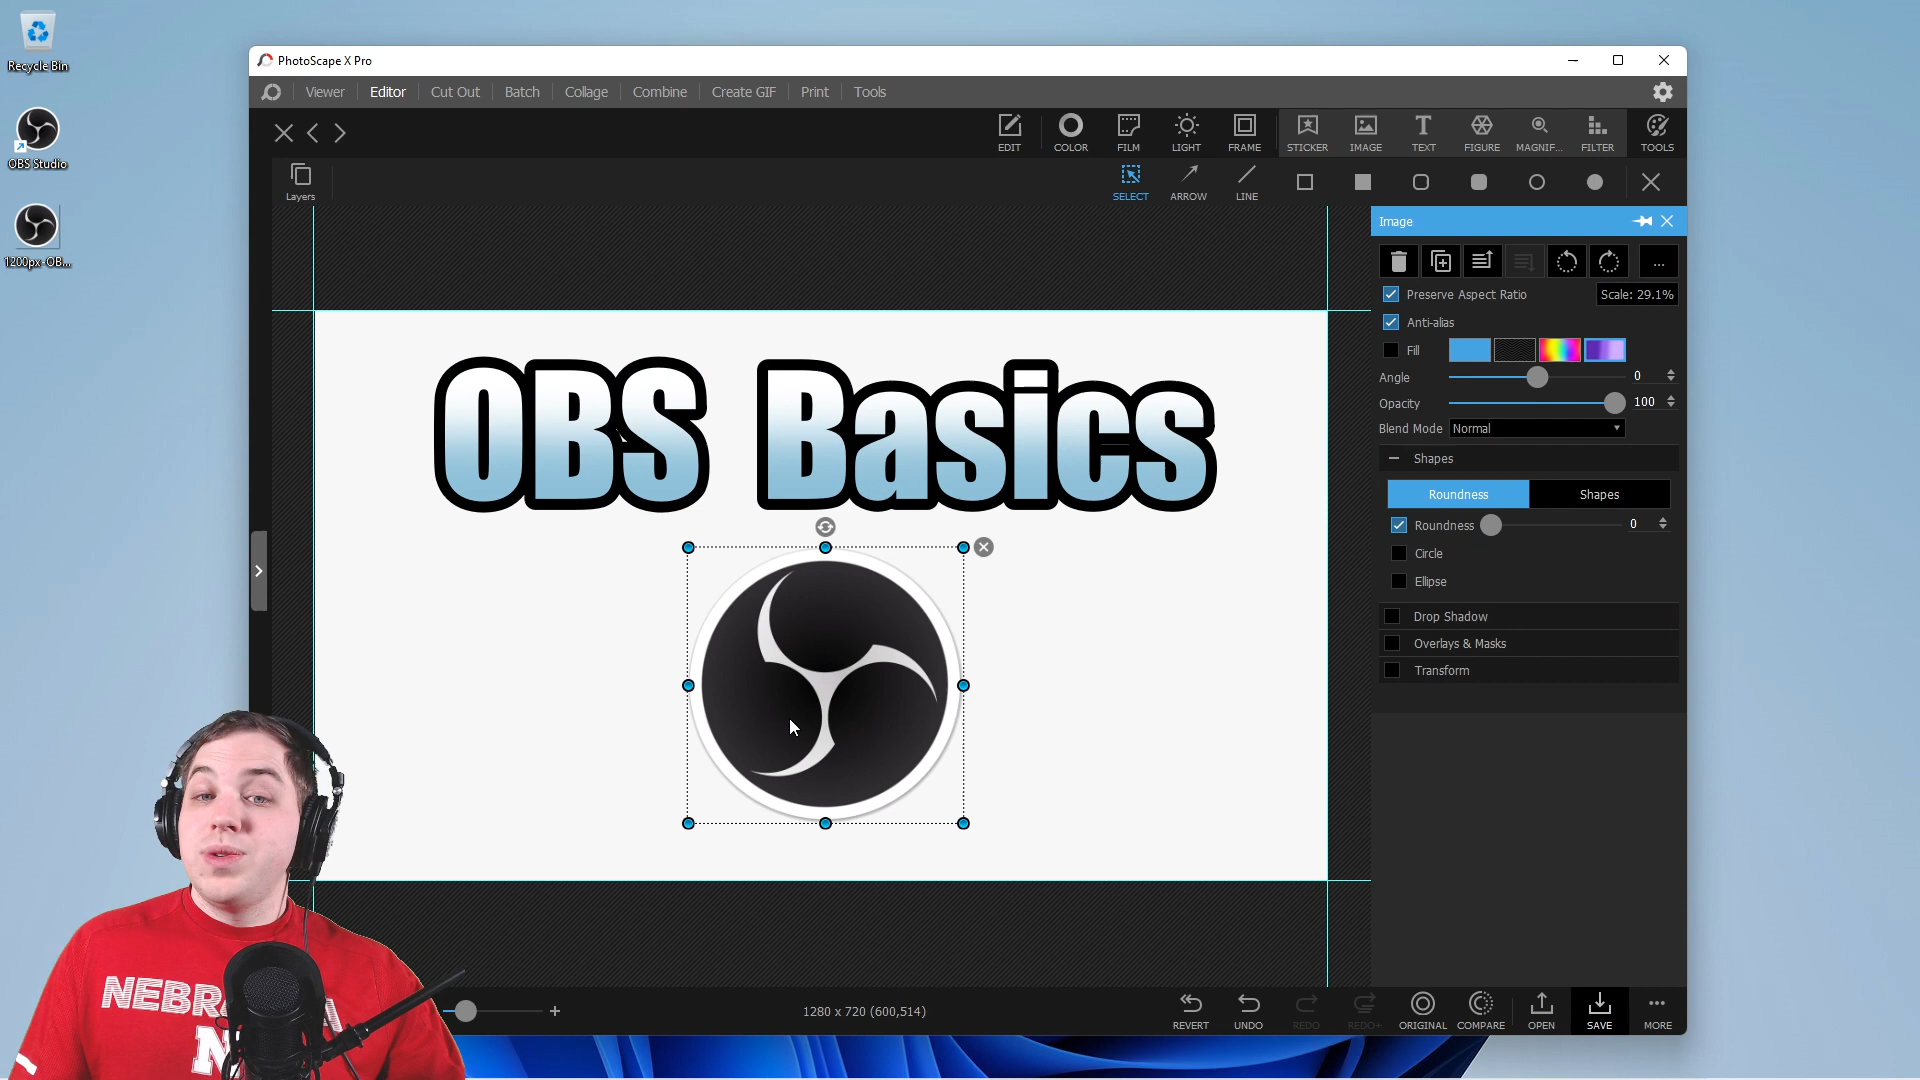 Recycle Bin
OBS Studio
1200px-OB...
PhotoScape X Pro
Viewer Editor Cut Out Batch Collage Combine Create GIF Print Tools
EDIT COLOR FILM LIGHT FRAME STICKER IMAGE TEXT FIGURE MAGNIF... FILTER TOOLS
Layers
SELECT ARROW LINE
Image
...
Preserve Aspect Ratio Scale: 29.1%
Anti-alias
Fill
Angle 0
Opacity 100
Blend Mode Normal
Shapes
Roundness Shapes
Roundness 0
Circle
Ellipse
Drop Shadow
Overlays & Masks
Transform
OBS Basics
1280 x 720 (600,514)
REVERT UNDO REDO REDO+ ORIGINAL COMPARE OPEN SAVE MORE